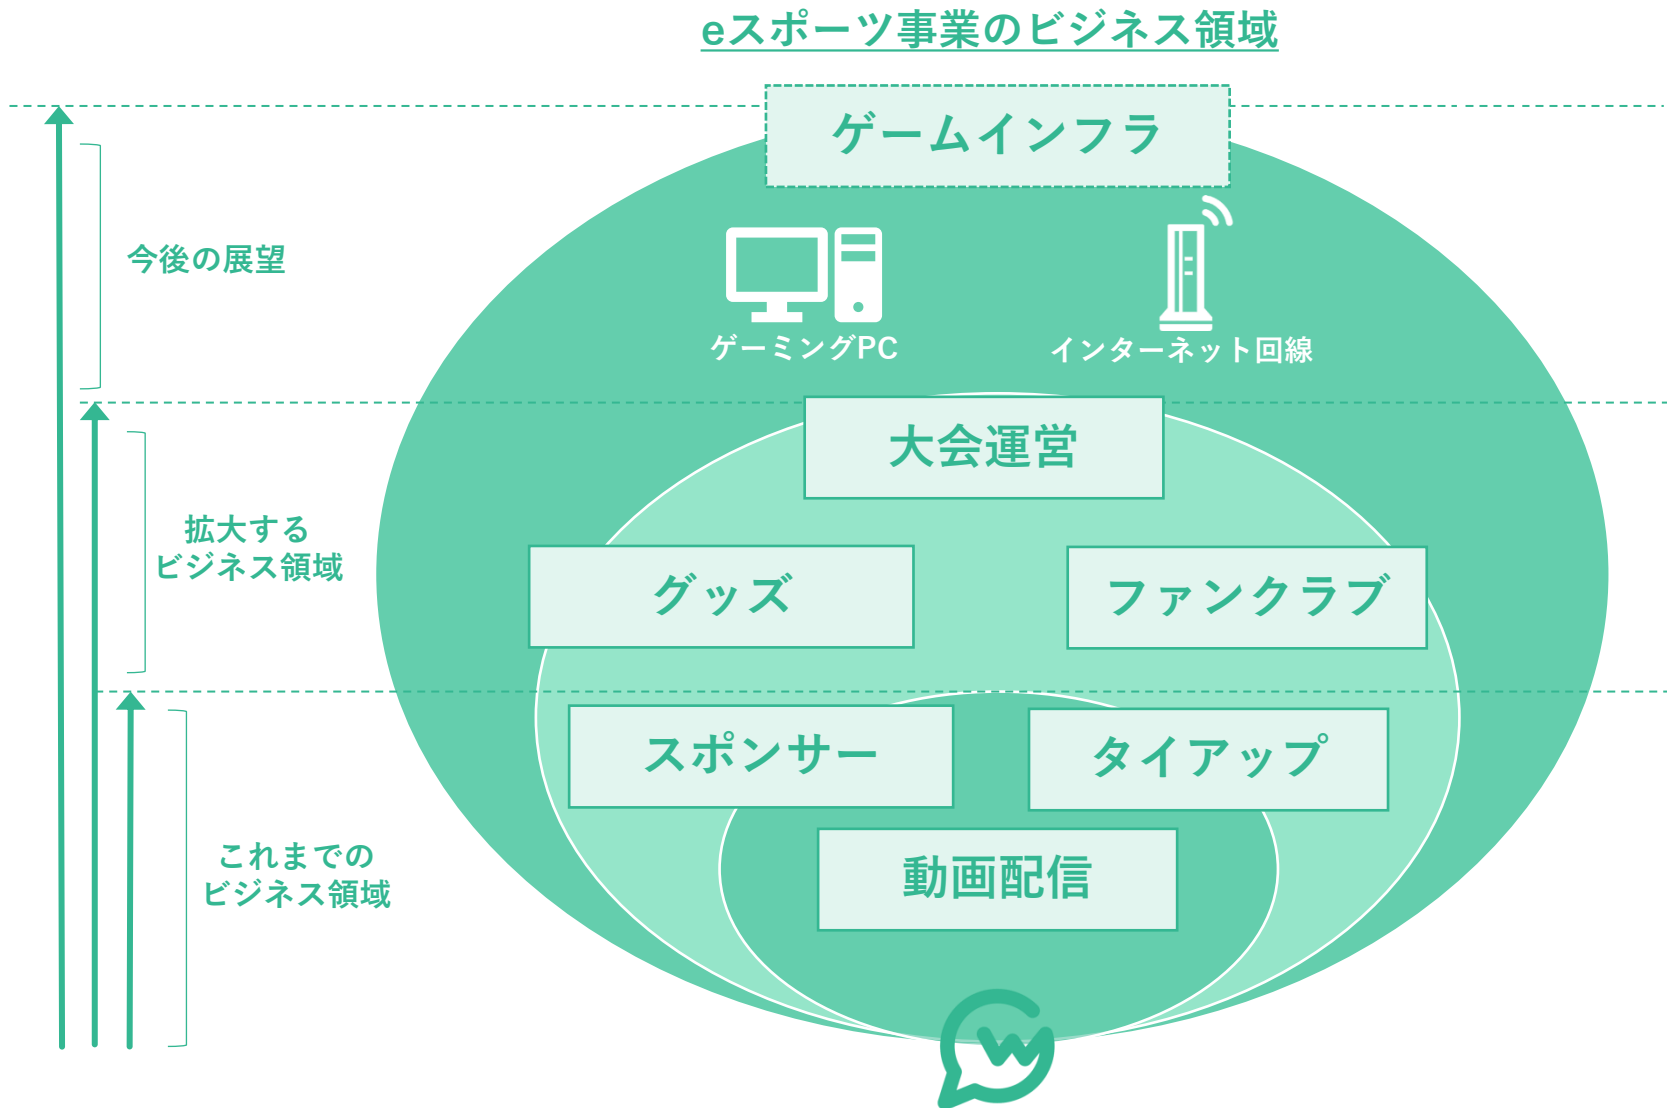 eスポーツ事業のビジネス領域
ゲームインフラ
今後の展望
ゲーミングPC
インターネット回線
大会運営
拡大する
ビジネス領域
グッズ
ファンクラブ
スポンサー
タイアップ
これまでの
ビジネス領域
動画配信